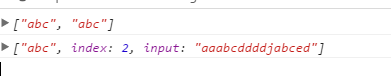 ["abc", "abc"]
["abc", index: 2, input: "aaabcddddjabced"]